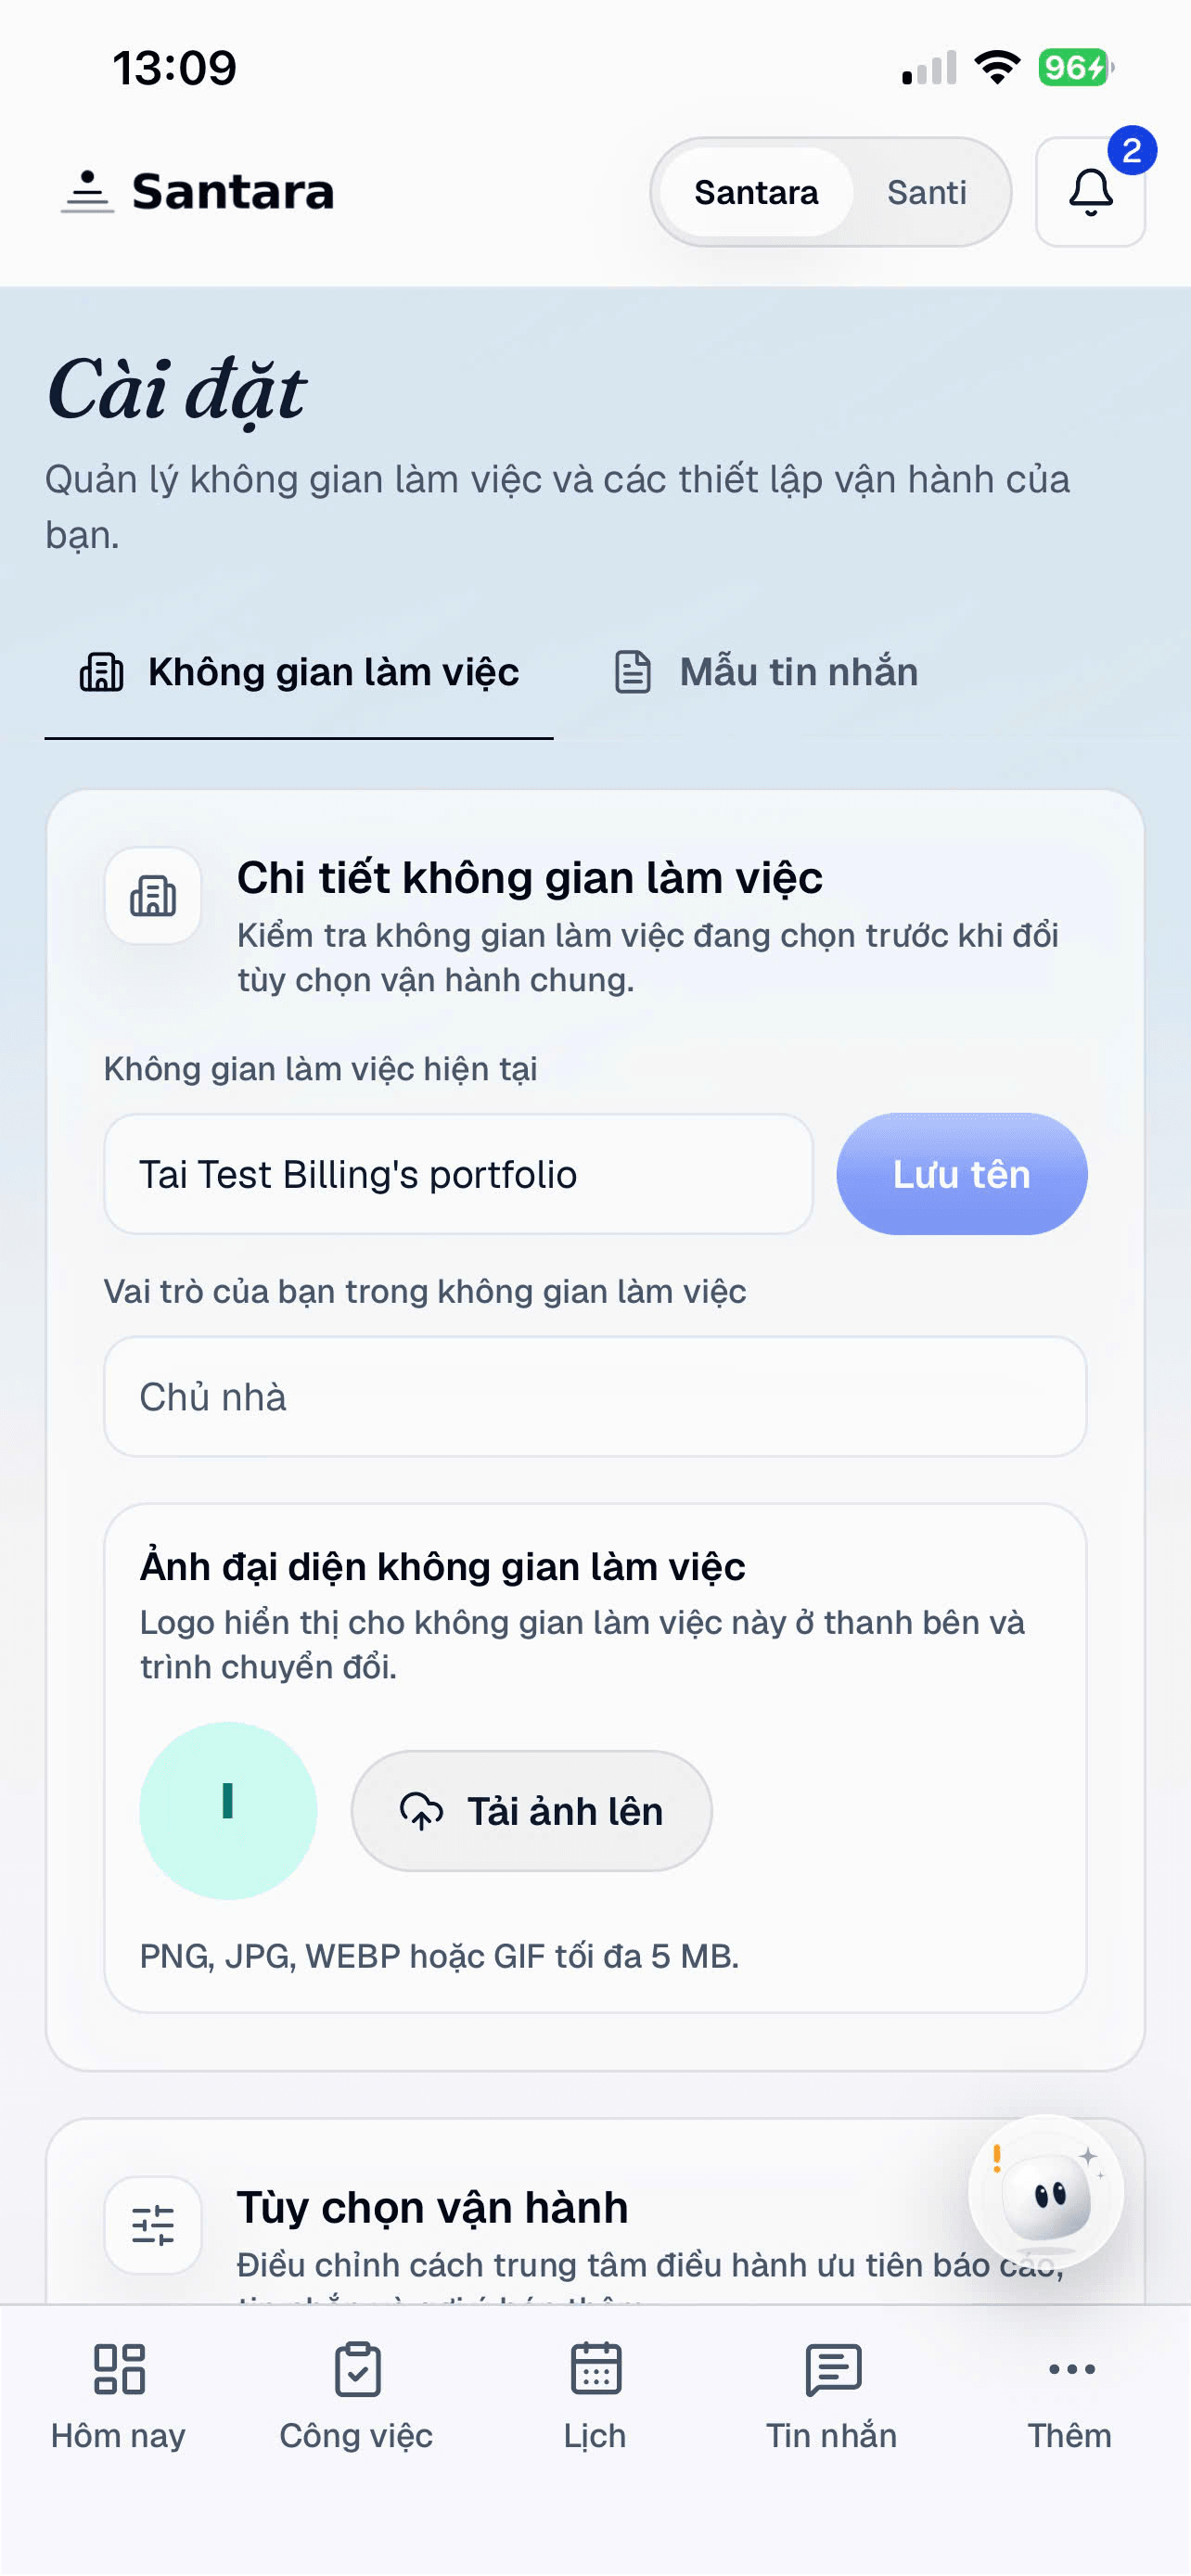 13:09
96
Santara
Santara
Santi
2
Cài đặt
Quản lý không gian làm việc và các thiết lập vận hành của
bạn.
Không gian làm việc
Mẫu tin nhắn
Chi tiết không gian làm việc
Kiểm tra không gian làm việc đang chọn trước khi đổi
tùy chọn vận hành chung.
Không gian làm việc hiện tại
Tai Test Billing's portfolio
Lưu tên
Vai trò của bạn trong không gian làm việc
Chủ nhà
Ảnh đại diện không gian làm việc
Logo hiển thị cho không gian làm việc này ở thanh bên và
trình chuyển đổi.
I
Tải ảnh lên
PNG, JPG, WEBP hoặc GIF tối đa 5 MB.
Tùy chọn vận hành
Điều chỉnh cách trung tâm điều hành ưu tiên báo cáo,
Hôm nay
Công việc
Lịch
Tin nhắn
Thêm